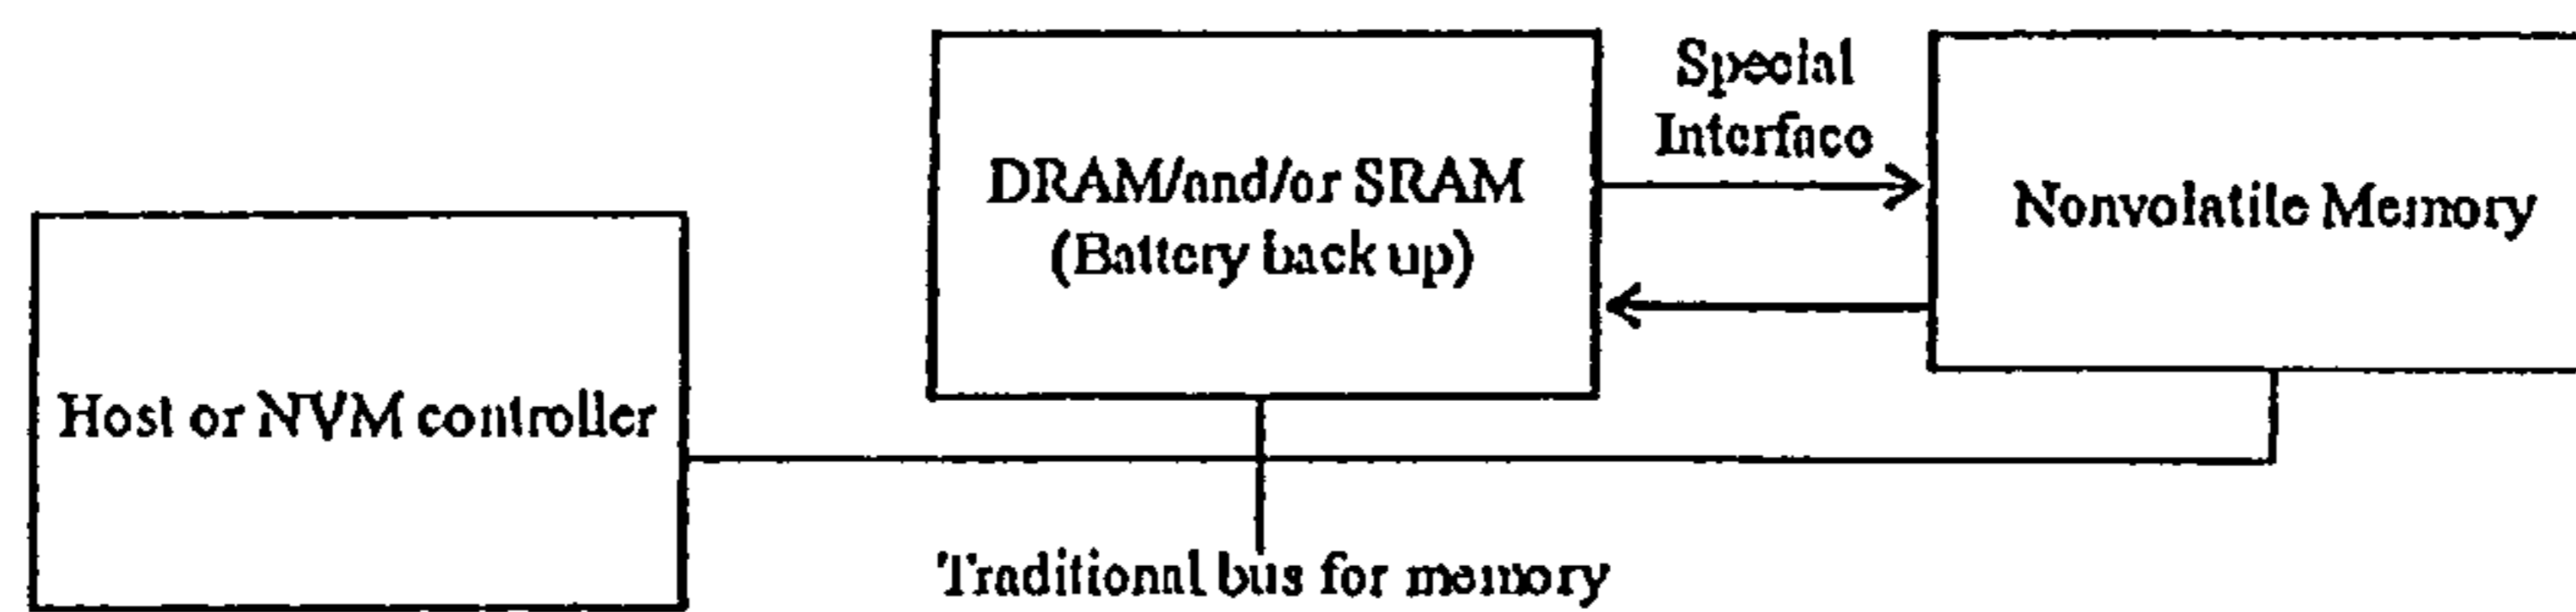 Special
Interface
DRAM/and/or SRAM
(Battery back up)
Nonvolatile Memory
Host or NVM controller
Traditional bus for memory